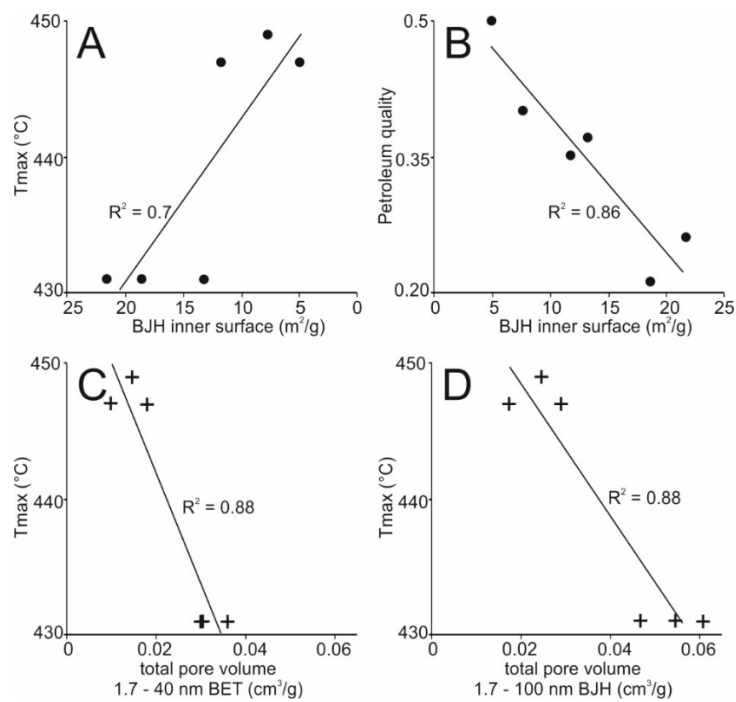 A
450
440
430
Tmax (°C)
R² = 0.7
25 20 15 10 5 0
BJH inner surface (m²/g)
B
0.5
0.35
0.20
Petroleum quality
R² = 0.86
0 5 10 15 20 25
BJH inner surface (m²/g)
C
450
440
430
Tmax (°C)
R² = 0.88
0 0.02 0.04 0.06
total pore volume
1.7 - 40 nm BET (cm³/g)
D
450
440
430
Tmax (°C)
R² = 0.88
0 0.02 0.04 0.06
total pore volume
1.7 - 100 nm BJH (cm³/g)